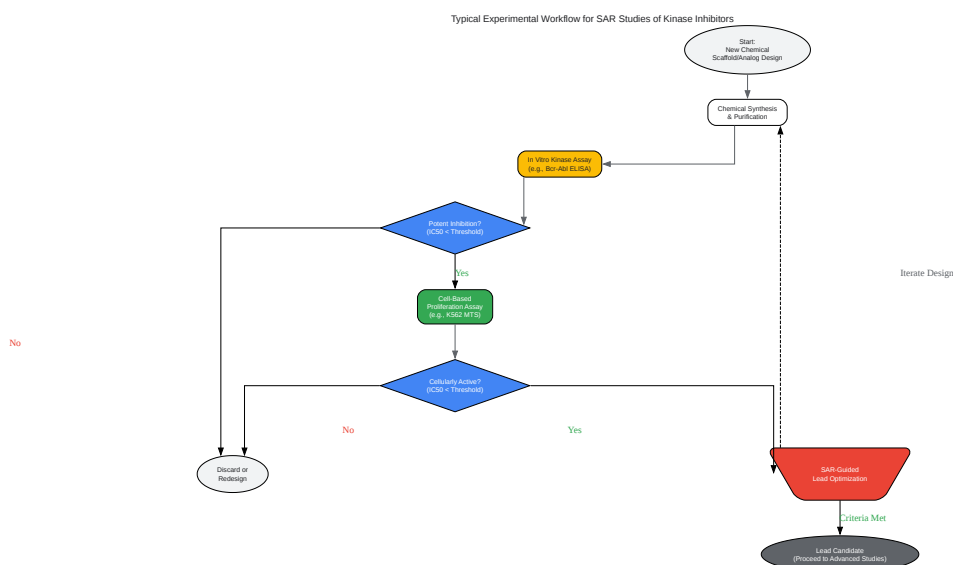 Typical Experimental Workflow for SAR Studies of Kinase Inhibitors
Start:
New Chemical
Scaffold/Analog Design
Chemical Synthesis
& Purification
In Vitro Kinase Assay
(e.g., Bcr-Abl ELISA)
Potent Inhibition?
(IC50 < Threshold)
Yes
Iterate Design
Cell-Based
Proliferation Assay
(e.g., K562 MTS)
No
Cellularly Active?
(IC50 < Threshold)
No
Yes
Discard or
Redesign
SAR-Guided
Lead Optimization
Criteria Met
Lead Candidate
(Proceed to Advanced Studies)